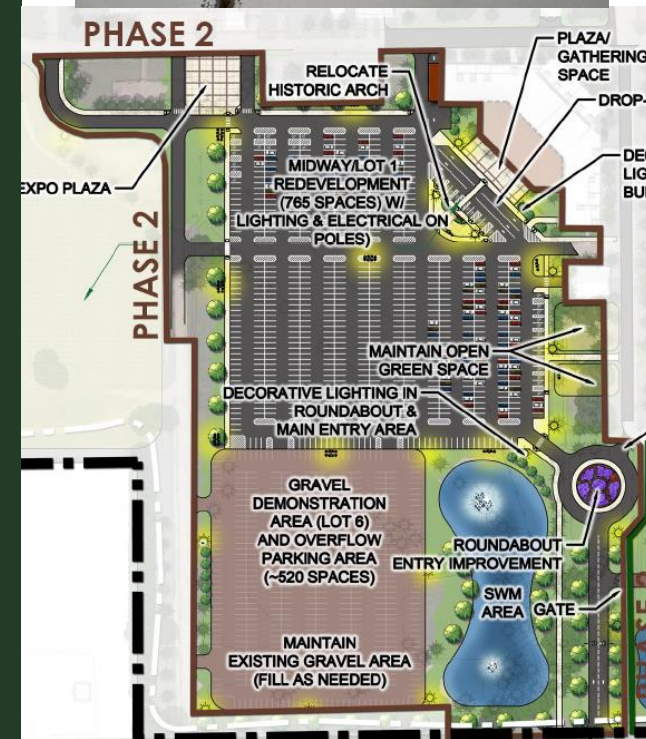 PHASE 2
PLAZA/
GATHERING
SPACE
RELOCATE
HISTORIC ARCH
DROP-
MIDWAY/LOT 1
REDEVELOPMENT
(765 SPACES) W/
LIGHTING & ELECTRICAL ON
POLES)
EXPO PLAZA
PHASE 2
MAINTAIN OPEN
GREEN SPACE
DECORATIVE LIGHTING IN
ROUNDABOUT &
MAIN ENTRY AREA
GRAVEL
DEMONSTRATION
AREA (LOT 6)
AND OVERFLOW
PARKING AREA
(~520 SPACES)
ROUNDABOUT
ENTRY IMPROVEMENT
SWM
AREA
GATE
MAINTAIN
EXISTING GRAVEL AREA
(FILL AS NEEDED)